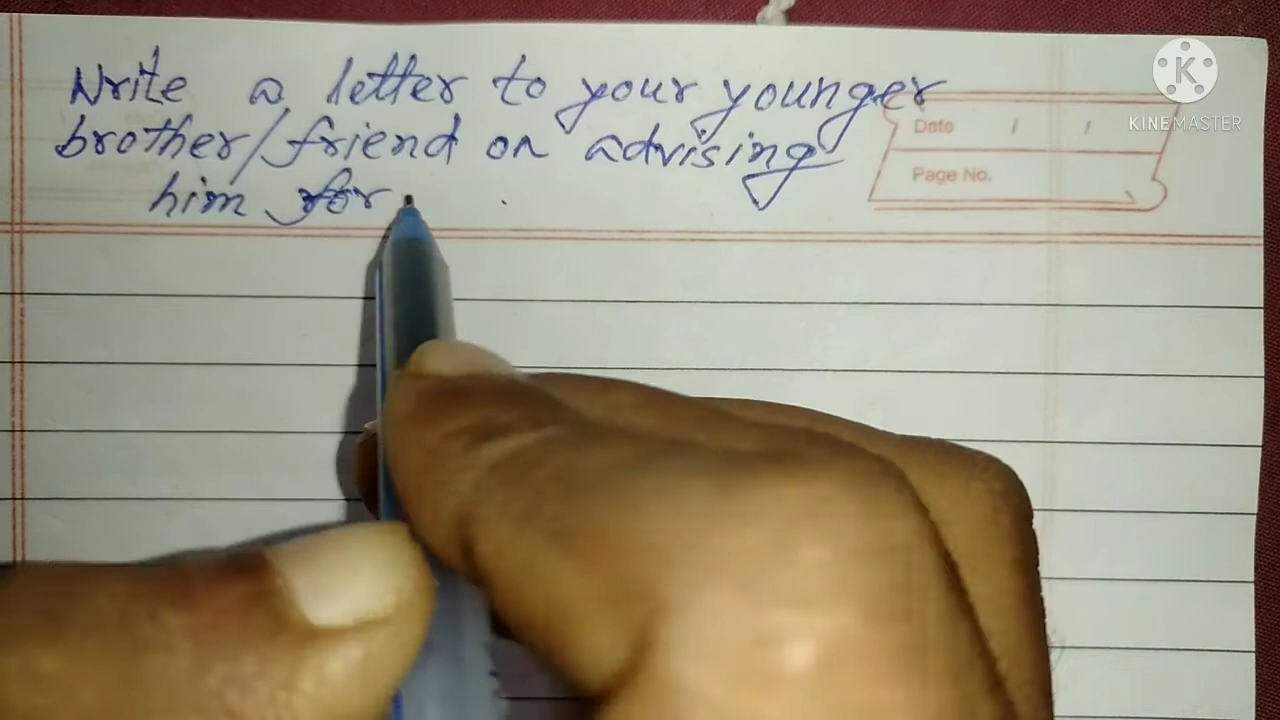 Write a letter to your younger
brother/friend on advising
him for
Date / /
Page No.
KINEMASTER